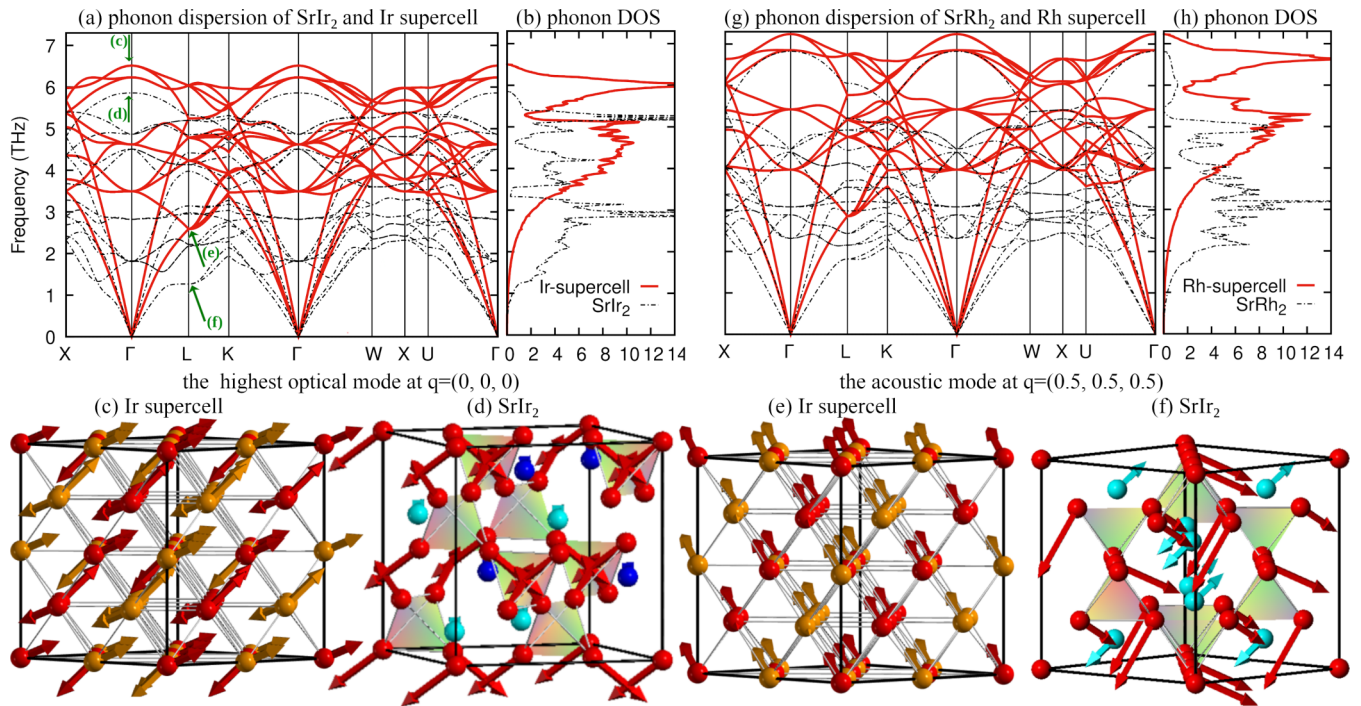 (a) phonon dispersion of SrIr₂ and Ir supercell
(b) phonon DOS
(g) phonon dispersion of SrRh₂ and Rh supercell
(h) phonon DOS
Frequency (THz)
7
6
5
4
3
2
1
0
(c)
(d)
(e)
(f)
X Γ L K Γ W X U Γ
Ir-supercell
SrIr₂
0 2 4 6 8 10 12 14
X Γ L K Γ W X U Γ
Rh-supercell
SrRh₂
0 2 4 6 8 10 12 14
the highest optical mode at q=(0, 0, 0)
the acoustic mode at q=(0.5, 0.5, 0.5)
(c) Ir supercell
(d) SrIr₂
(e) Ir supercell
(f) SrIr₂